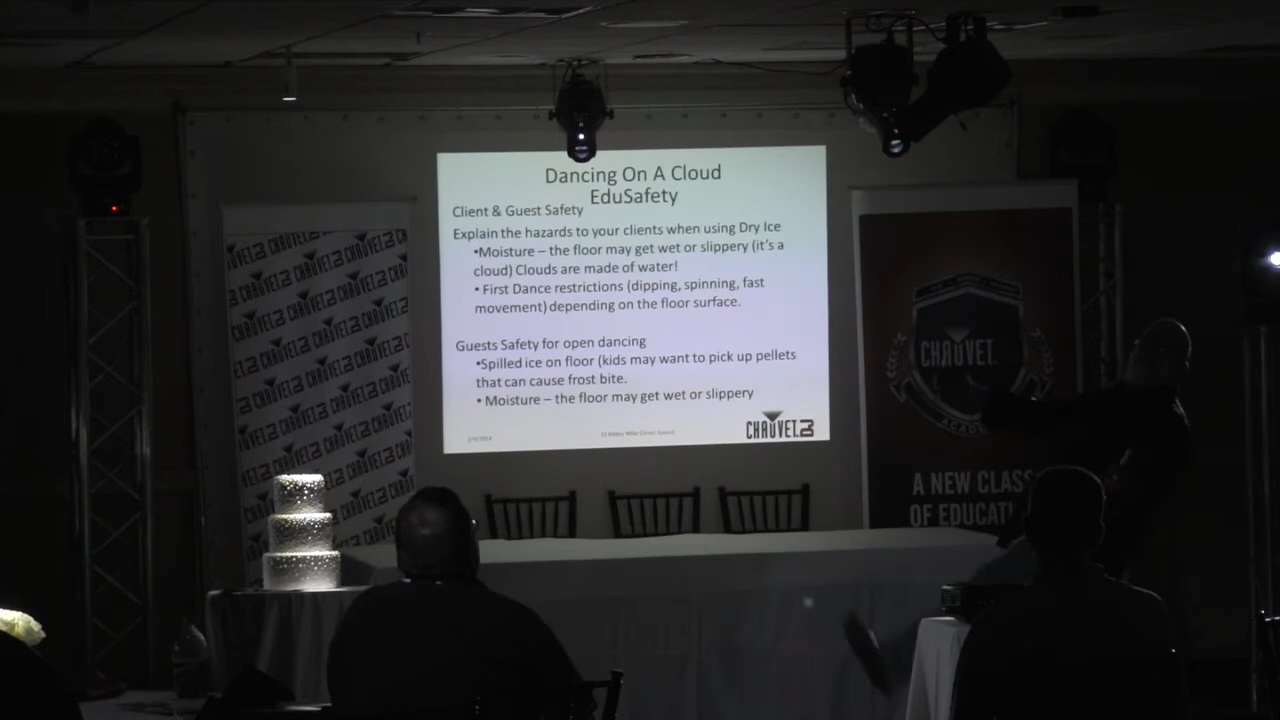 Dancing On A Cloud
EduSafety
Client & Guest Safety
Explain the hazards to your clients when using Dry Ice
•Moisture – the floor may get wet or slippery (it's a
cloud) Clouds are made of water!
• First Dance restrictions (dipping, spinning, fast
movement) depending on the floor surface.
Guests Safety for open dancing
•Spilled ice on floor (kids may want to pick up pellets
that can cause frost bite.
• Moisture – the floor may get wet or slippery
CHAUVET DJ
CHAUVET DJ
CHAUVET
A NEW CLASS
OF EDUCATI